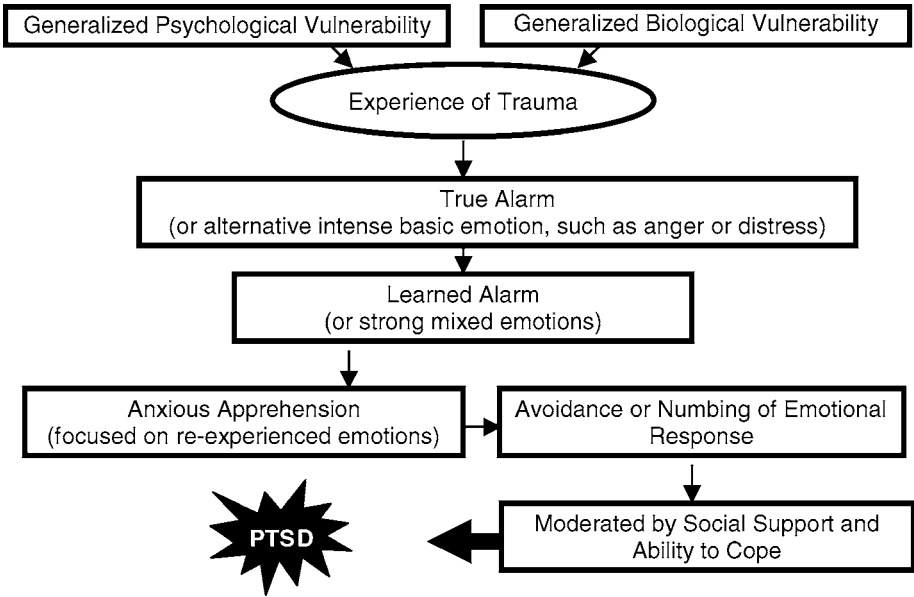 Generalized Psychological Vulnerability
Generalized Biological Vulnerability
Experience of Trauma
True Alarm
(or alternative intense basic emotion, such as anger or distress)
Learned Alarm
(or strong mixed emotions)
Anxious Apprehension
(focused on re-experienced emotions)
Avoidance or Numbing of Emotional
Response
Moderated by Social Support and
Ability to Cope
PTSD